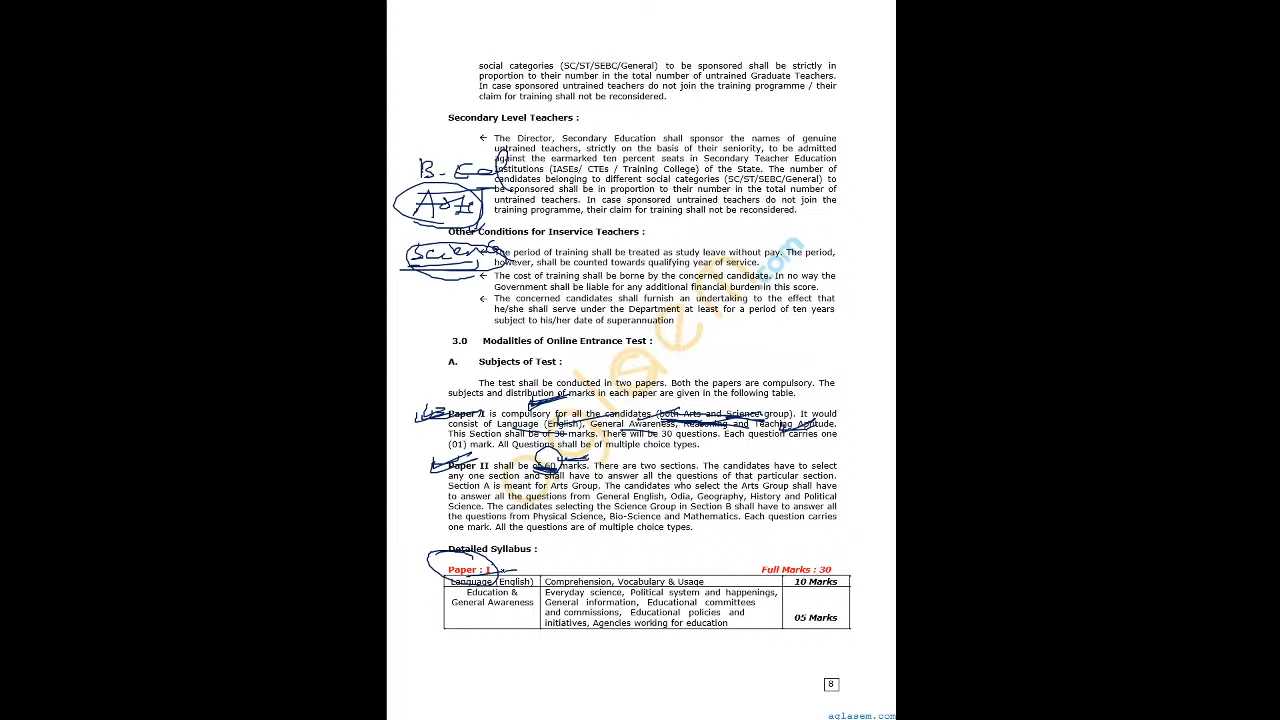 social categories (SC/ST/SEBC/General) to be sponsored shall be strictly in
proportion to their number in the total number of untrained Graduate Teachers.
In case sponsored untrained teachers do not join the training programme / their
claim for training shall not be reconsidered.
Secondary Level Teachers :
← The Director, Secondary Education shall sponsor the names of genuine
untrained teachers, strictly on the basis of their seniority, to be admitted
against the earmarked ten percent seats in Secondary Teacher Education
Institutions (IASEs/ CTEs / Training College) of the State. The number of
candidates belonging to different social categories (SC/ST/SEBC/General) to
be sponsored shall be in proportion to their number in the total number of
untrained teachers. In case sponsored untrained teachers do not join the
training programme, their claim for training shall not be reconsidered.
B-Ed
Arts
Science
Other Conditions for Inservice Teachers :
← The period of training shall be treated as study leave without pay. The period,
however, shall be counted towards qualifying year of service.
← The cost of training shall be borne by the concerned candidate. In no way the
Government shall be liable for any additional financial burden in this score.
← The concerned candidates shall furnish an undertaking to the effect that
he/she shall serve under the Department at least for a period of ten years
subject to his/her date of superannuation
3.0 Modalities of Online Entrance Test :
A. Subjects of Test :
The test shall be conducted in two papers. Both the papers are compulsory. The
subjects and distribution of marks in each paper are given in the following table.
Paper I is compulsory for all the candidates (both Arts and Science group). It would
consist of Language (English), General Awareness, Reasoning and Teaching Aptitude.
This Section shall be of 30 marks. There will be 30 questions. Each question carries one
(01) mark. All Questions shall be of multiple choice types.
Paper II shall be of 60 marks. There are two sections. The candidates have to select
any one section and shall have to answer all the questions of that particular section.
Section A is meant for Arts Group. The candidates who select the Arts Group shall have
to answer all the questions from General English, Odia, Geography, History and Political
Science. The candidates selecting the Science Group in Section B shall have to answer all
the questions from Physical Science, Bio-Science and Mathematics. Each question carries
one mark. All the questions are of multiple choice types.
Detailed Syllabus :
Paper : I Full Marks : 30
Language (English) Comprehension, Vocabulary & Usage 10 Marks
Education & Everyday science, Political system and happenings,
General Awareness General information, Educational committees
and commissions, Educational policies and
05 Marks
initiatives, Agencies working for education
8
aglasem.com
aglasem.com